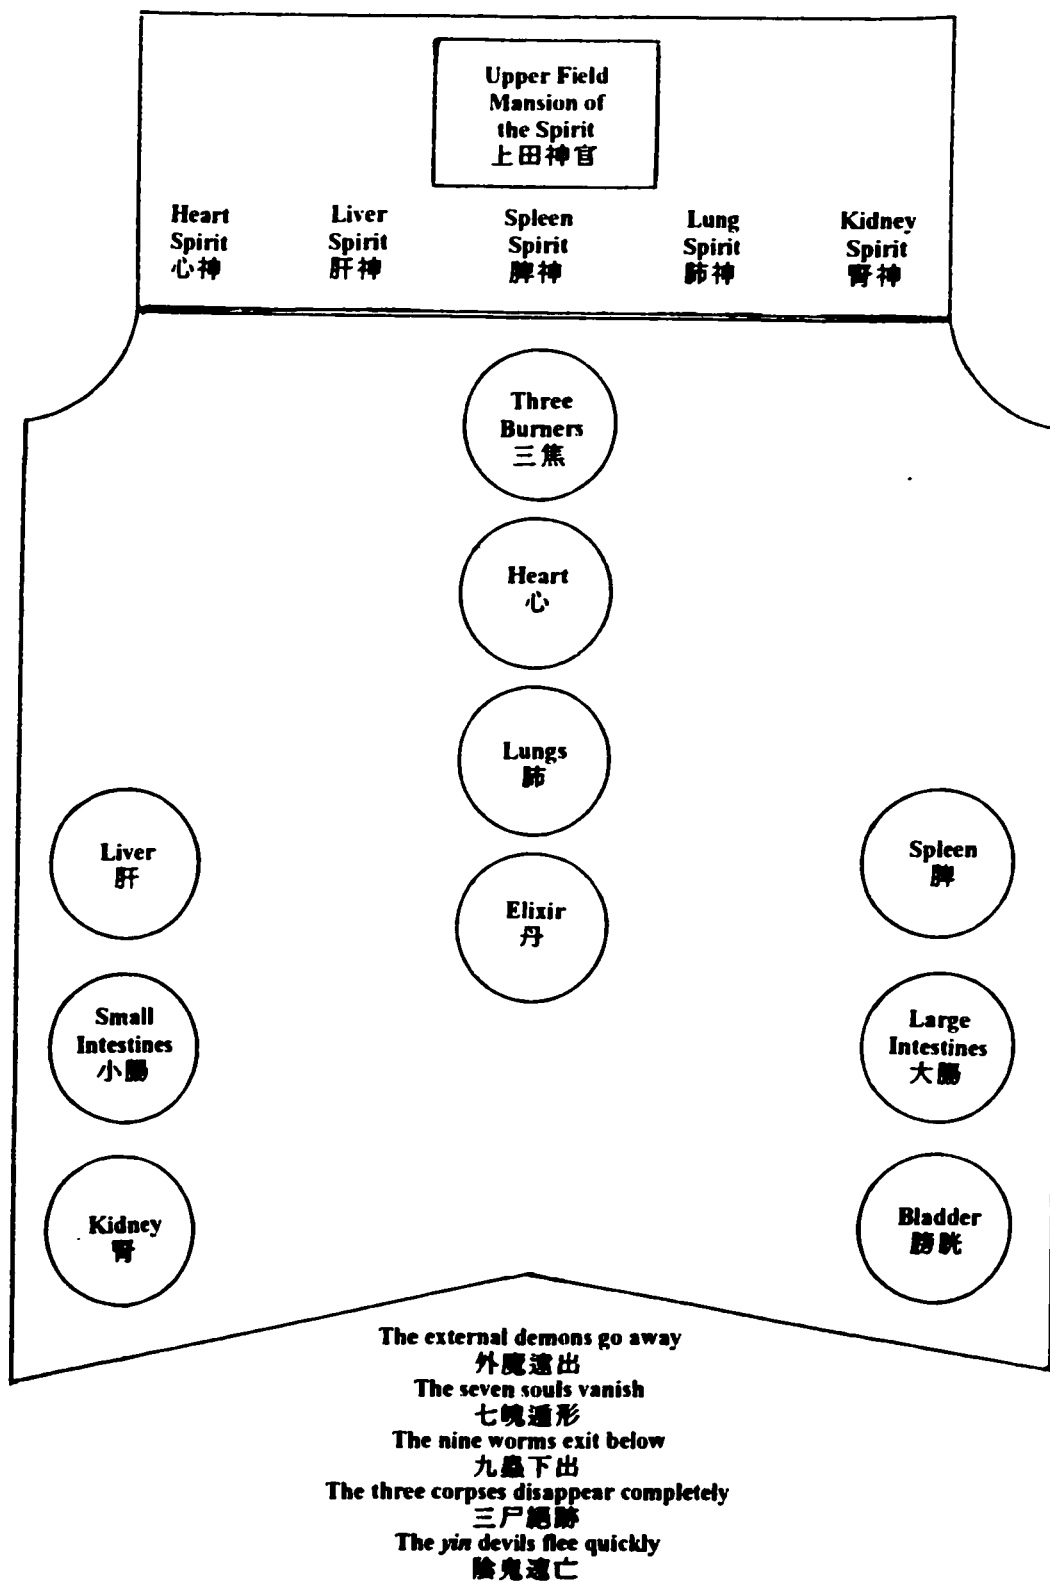 Upper Field
Mansion of
the Spirit
上田神宮
Heart
Spirit
心神
Liver
Spirit
肝神
Spleen
Spirit
脾神
Lung
Spirit
肺神
Kidney
Spirit
腎神
Three
Burners
三焦
Heart
心
Lungs
肺
Liver
肝
Spleen
脾
Elixir
丹
Small
Intestines
小腸
Large
Intestines
大腸
Kidney
腎
Bladder
膀胱
The external demons go away
外魔遠出
The seven souls vanish
七魄遁形
The nine worms exit below
九蟲下出
The three corpses disappear completely
三尸絕跡
The yin devils flee quickly
陰鬼速亡